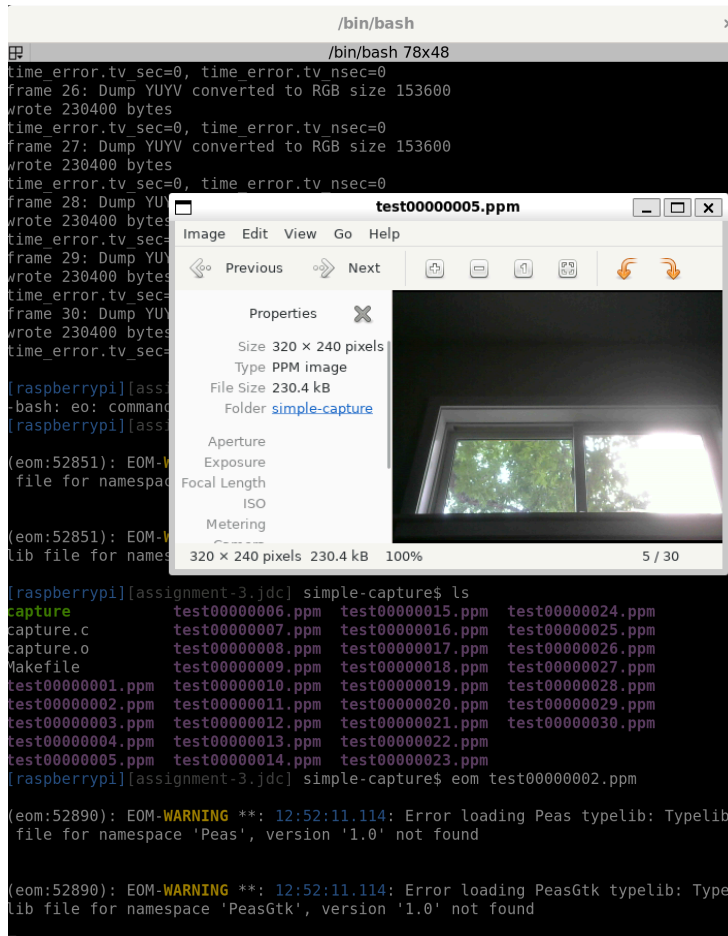 /bin/bash
/bin/bash 78x48
time_error.tv_sec=0, time_error.tv_nsec=0
frame 26: Dump YUYV converted to RGB size 153600
wrote 230400 bytes
time_error.tv_sec=0, time_error.tv_nsec=0
frame 27: Dump YUYV converted to RGB size 153600
wrote 230400 bytes
time_error.tv_sec=0, time_error.tv_nsec=0
frame 28: Dump YUY
wrote 230400 bytes
time_error.tv_sec=
frame 29: Dump YUY
wrote 230400 bytes
time_error.tv_sec=
frame 30: Dump YUY
wrote 230400 bytes
time_error.tv_sec=
[raspberrypi][assi
-bash: eo: command
[raspberrypi][assi
(eom:52851): EOM-W
file for namespac
(eom:52851): EOM-W
lib file for names
test00000005.ppm
Image Edit View Go Help
Previous Next
Properties
Size 320 × 240 pixels
Type PPM image
File Size 230.4 kB
Folder simple-capture
Aperture
Exposure
Focal Length
ISO
Metering
320 × 240 pixels 230.4 kB 100% 5 / 30
[raspberrypi][assignment-3.jdc] simple-capture$ ls
capture test00000006.ppm test00000015.ppm test00000024.ppm
capture.c test00000007.ppm test00000016.ppm test00000025.ppm
capture.o test00000008.ppm test00000017.ppm test00000026.ppm
Makefile test00000009.ppm test00000018.ppm test00000027.ppm
test00000001.ppm test00000010.ppm test00000019.ppm test00000028.ppm
test00000002.ppm test00000011.ppm test00000020.ppm test00000029.ppm
test00000003.ppm test00000012.ppm test00000021.ppm test00000030.ppm
test00000004.ppm test00000013.ppm test00000022.ppm
test00000005.ppm test00000014.ppm test00000023.ppm
[raspberrypi][assignment-3.jdc] simple-capture$ eom test00000002.ppm
(eom:52890): EOM-WARNING **: 12:52:11.114: Error loading Peas typelib: Typelib
file for namespace 'Peas', version '1.0' not found
(eom:52890): EOM-WARNING **: 12:52:11.114: Error loading PeasGtk typelib: Type
lib file for namespace 'PeasGtk', version '1.0' not found